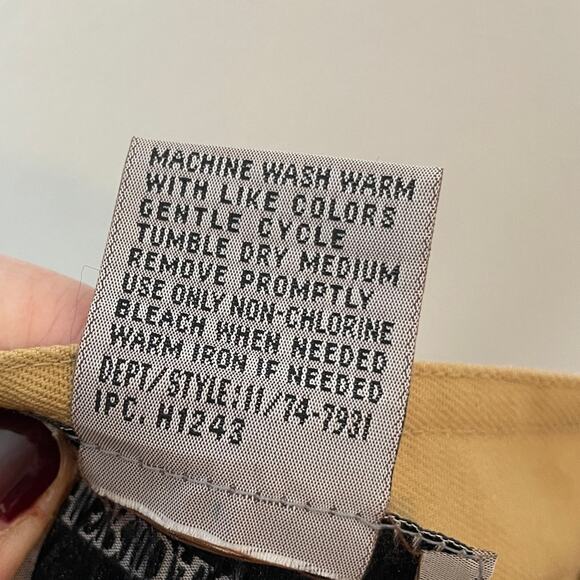 MACHINE WASH WARM
WITH LIKE COLORS
GENTLE CYCLE
TUMBLE DRY MEDIUM
REMOVE PROMPTLY
USE ONLY NON-CHLORINE
BLEACH WHEN NEEDED
WARM IRON IF NEEDED
DEPT/STYLE:11/74-7931
IPC. H1243